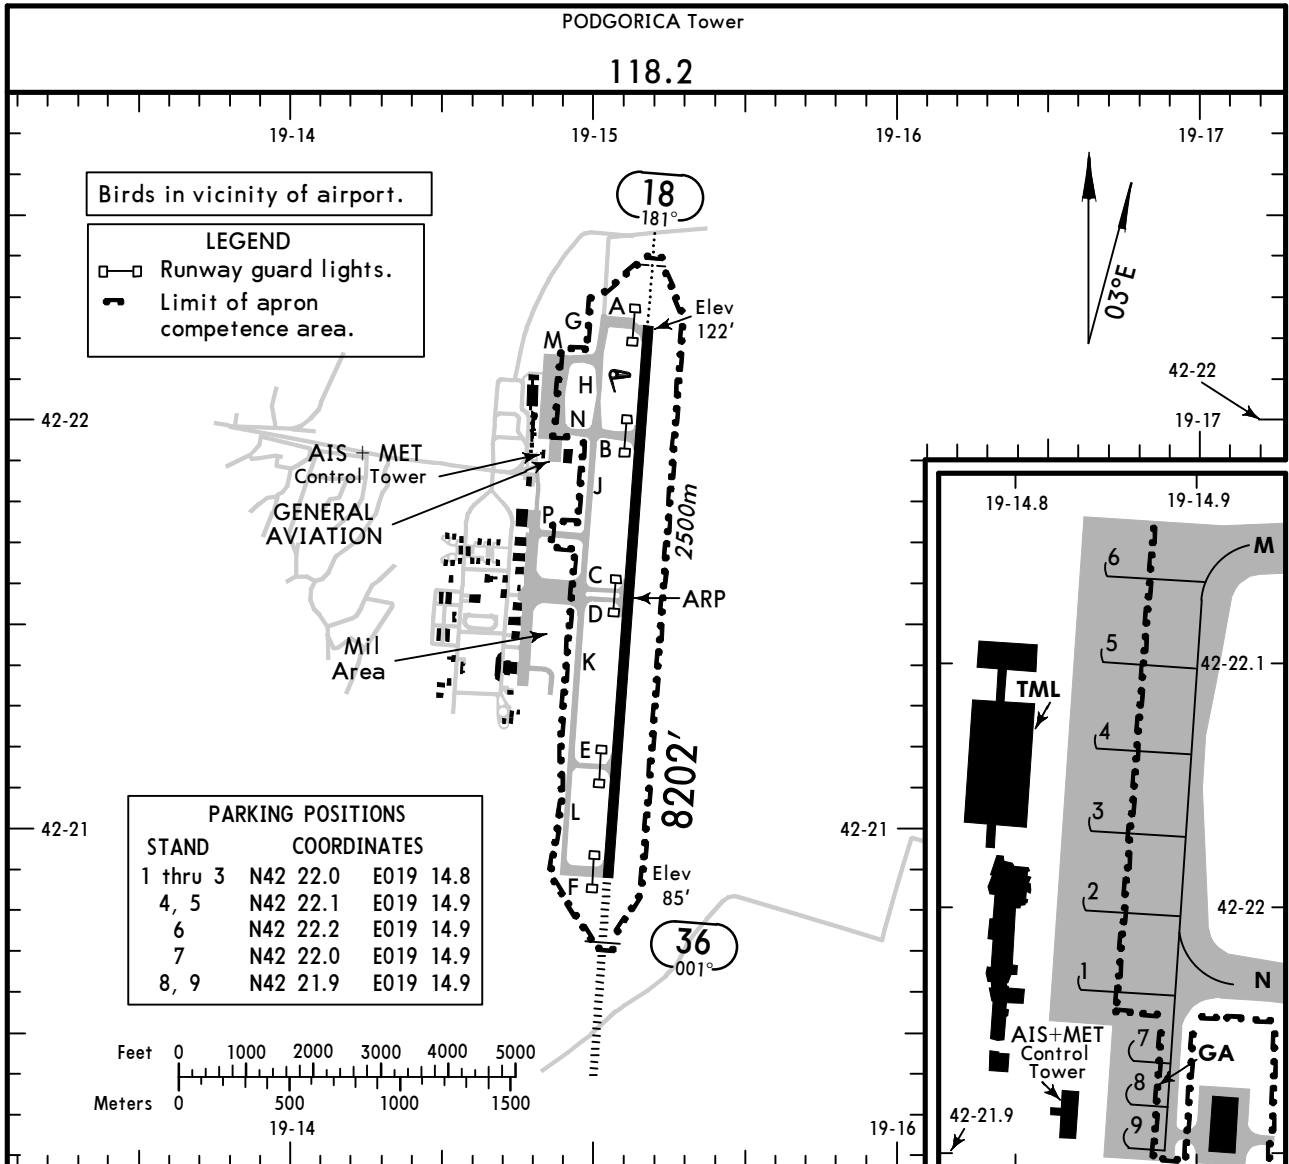 PODGORICA Tower
118.2
19-14
19-15
19-16
19-17
Birds in vicinity of airport.
LEGEND
Runway guard lights.
Limit of apron
competence area.
18
181°
Elev
122'
03°E
42-22
19-17
42-22
A
G
M
H
N
B
J
P
C
D
K
E
L
F
AIS + MET
Control Tower
GENERAL
AVIATION
Mil
Area
2500m
ARP
8202'
42-21
42-21
Elev
85'
36
001°
PARKING POSITIONS
STAND COORDINATES
1 thru 3 N42 22.0 E019 14.8
4, 5 N42 22.1 E019 14.9
6 N42 22.2 E019 14.9
7 N42 22.0 E019 14.9
8, 9 N42 21.9 E019 14.9
Feet 0 1000 2000 3000 4000 5000
Meters 0 500 1000 1500
19-14
19-16
19-14.8
19-14.9
6
M
5
42-22.1
TML
4
3
2
42-22
1
N
AIS+MET
Control
Tower
7
GA
8
9
42-21.9